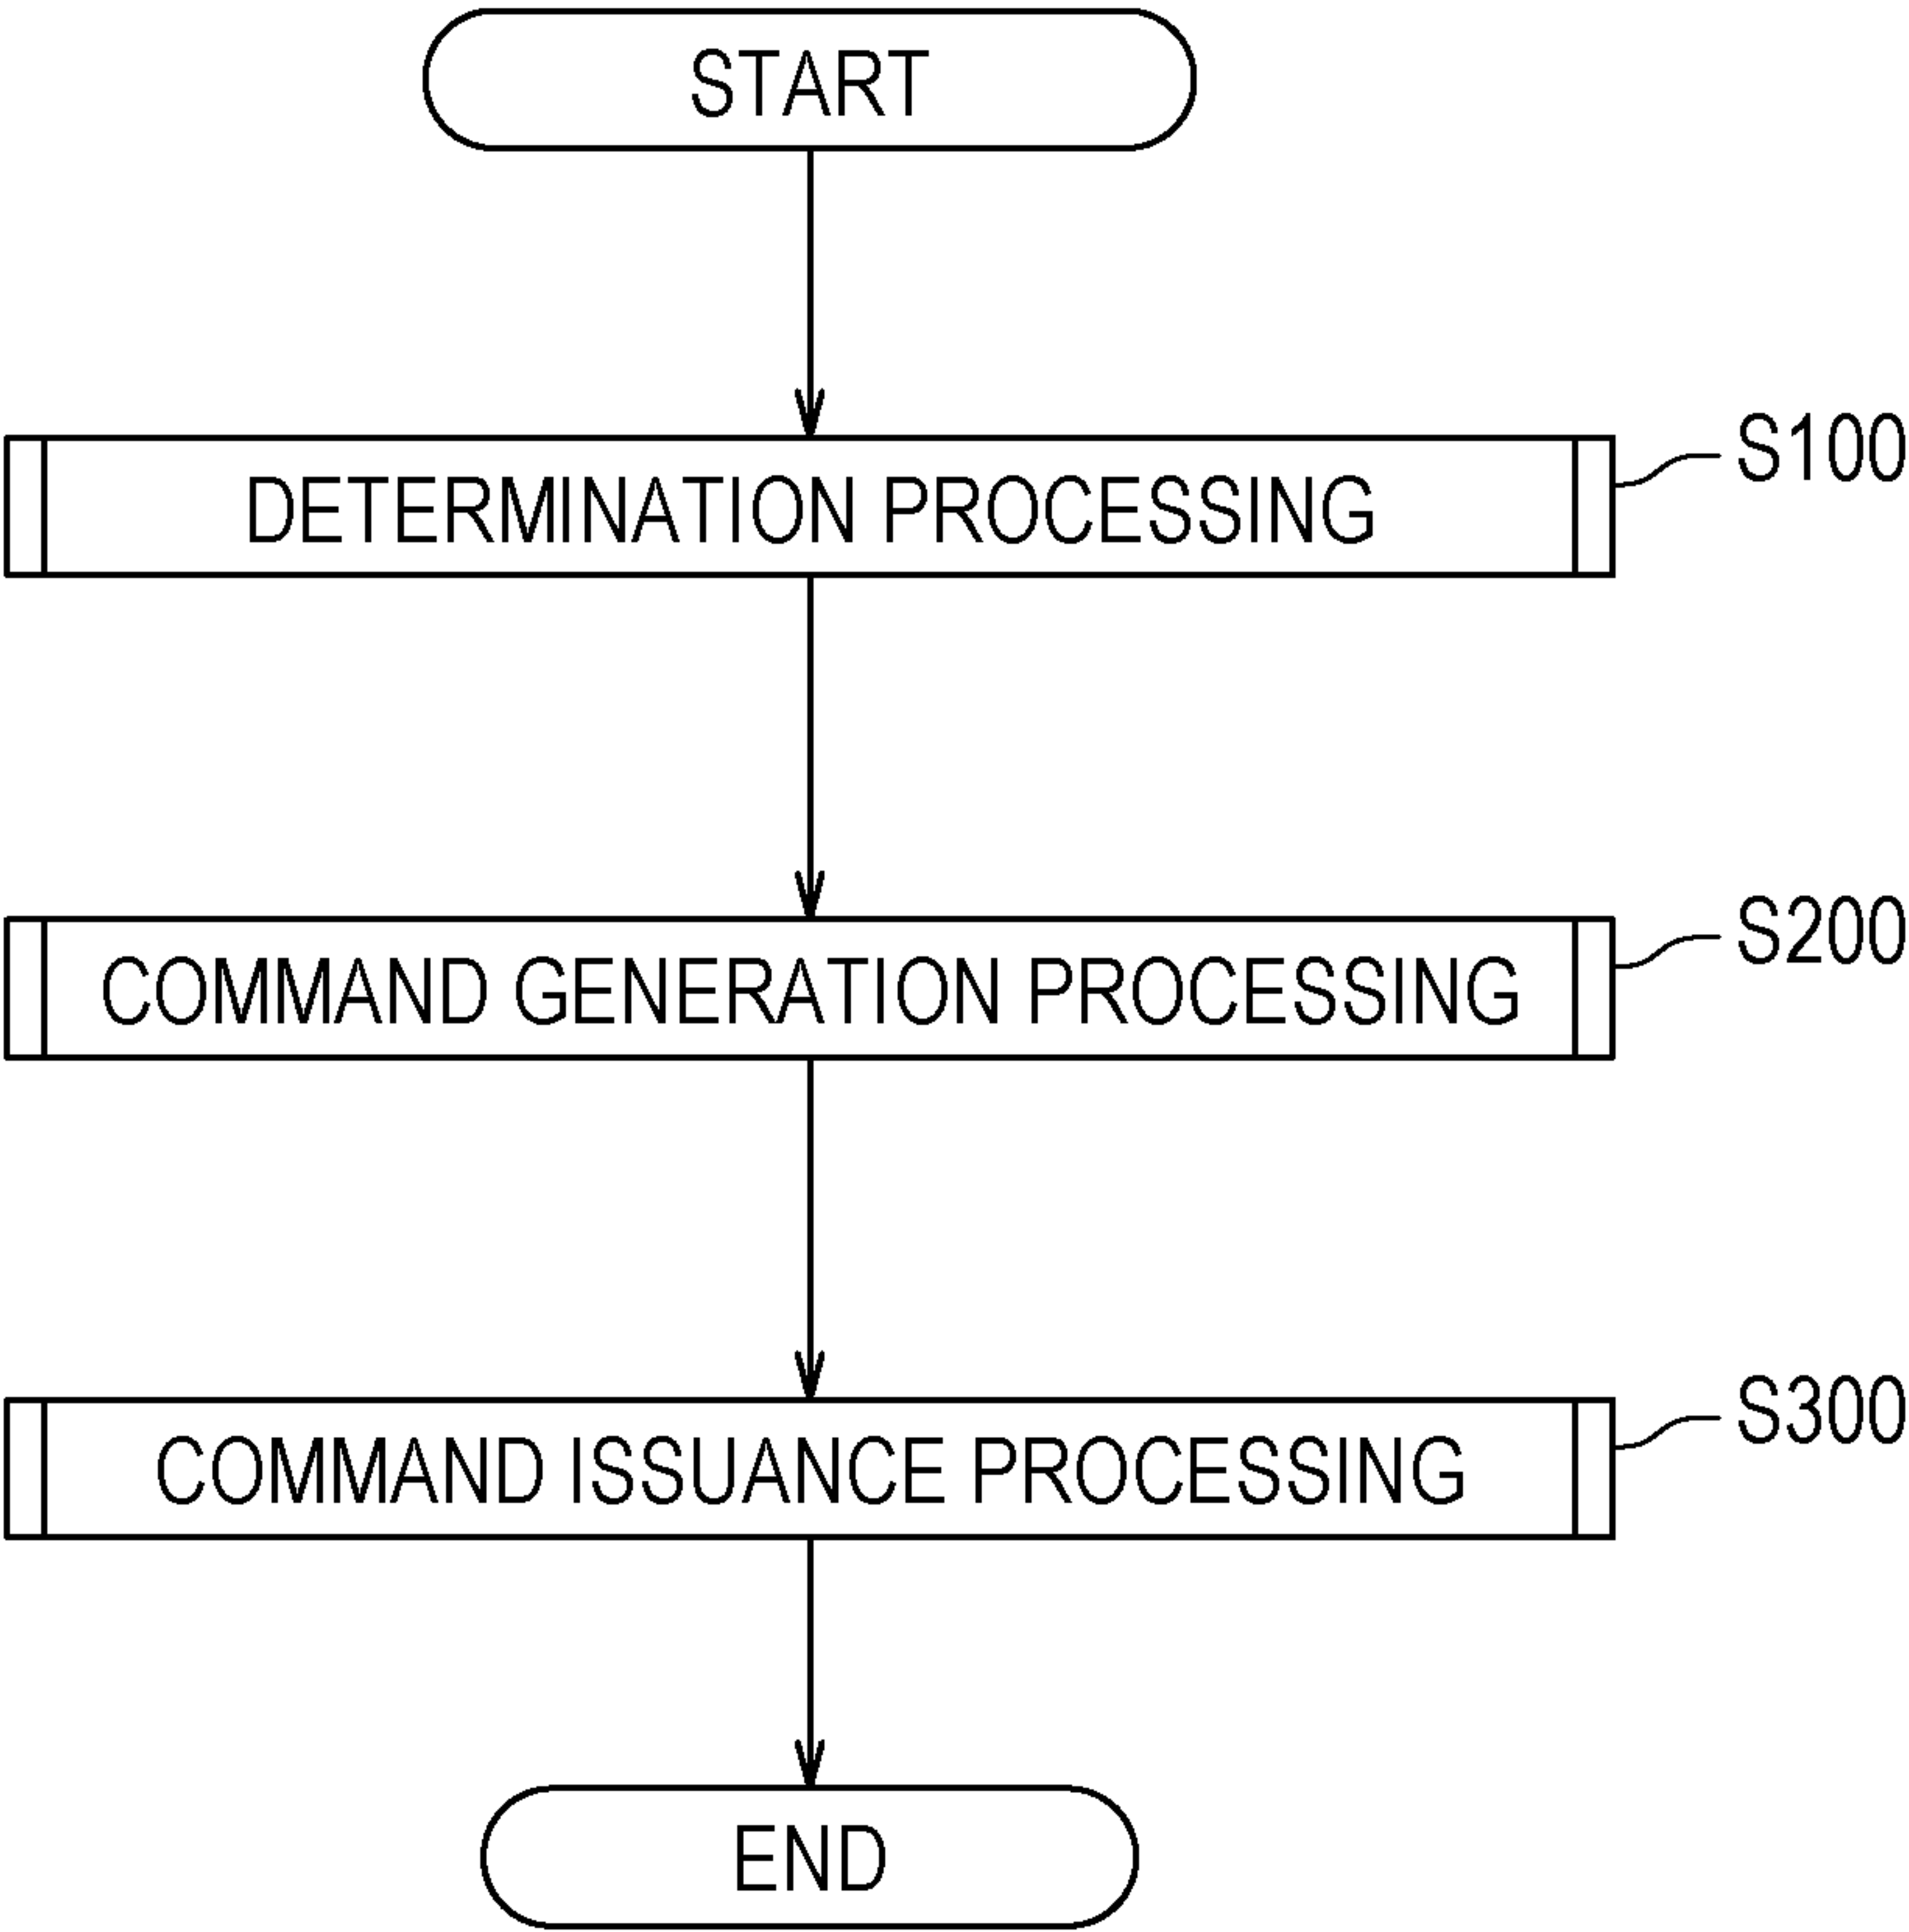 START
DETERMINATION PROCESSING
S100
COMMAND GENERATION PROCESSING
S200
COMMAND ISSUANCE PROCESSING
S300
END